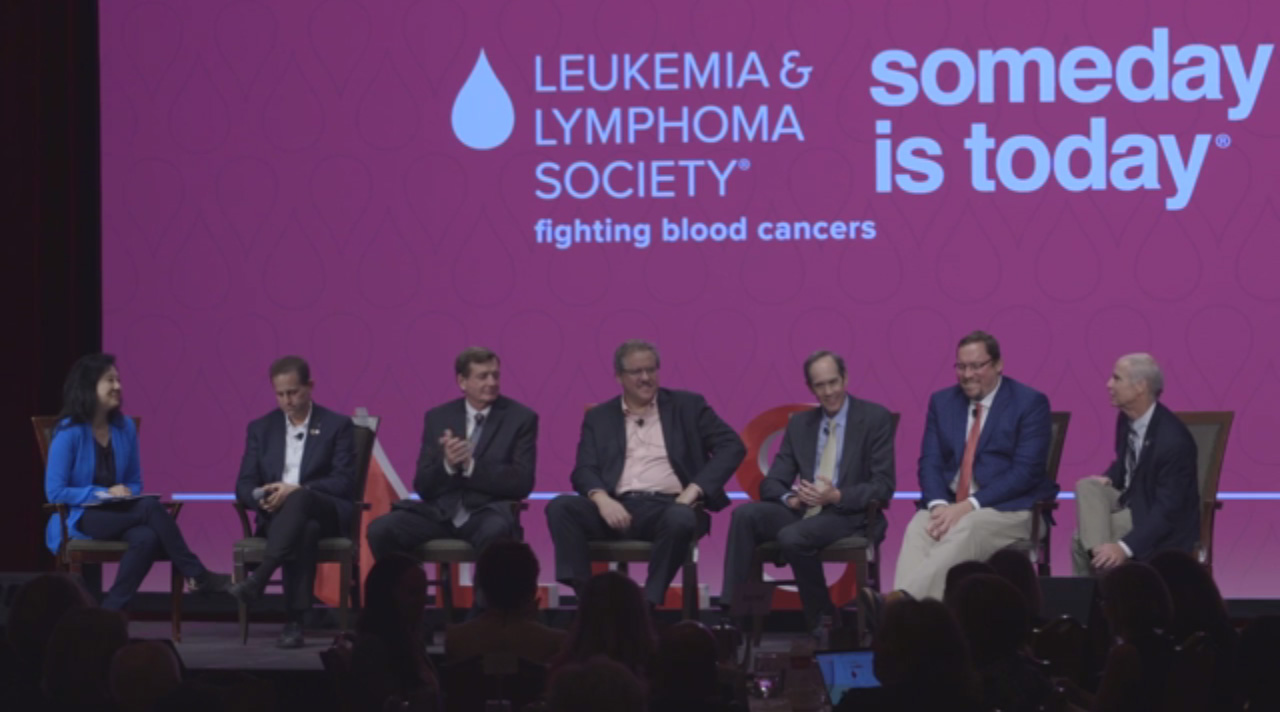 LEUKEMIA &
LYMPHOMA
SOCIETY®
fighting blood cancers
someday
is today®